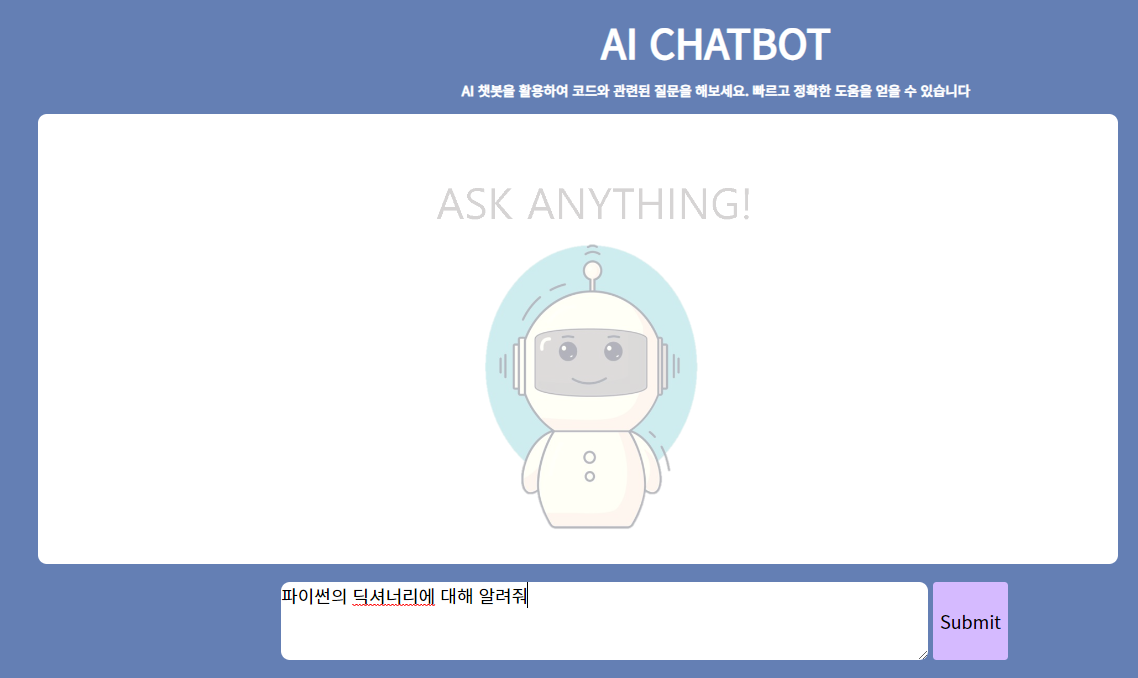 AI CHATBOT
AI 챗봇을 활용하여 코드와 관련된 질문을 해보세요. 빠르고 정확한 도움을 얻을 수 있습니다
ASK ANYTHING!
파이썬의 딕셔너리에 대해 알려줘
Submit